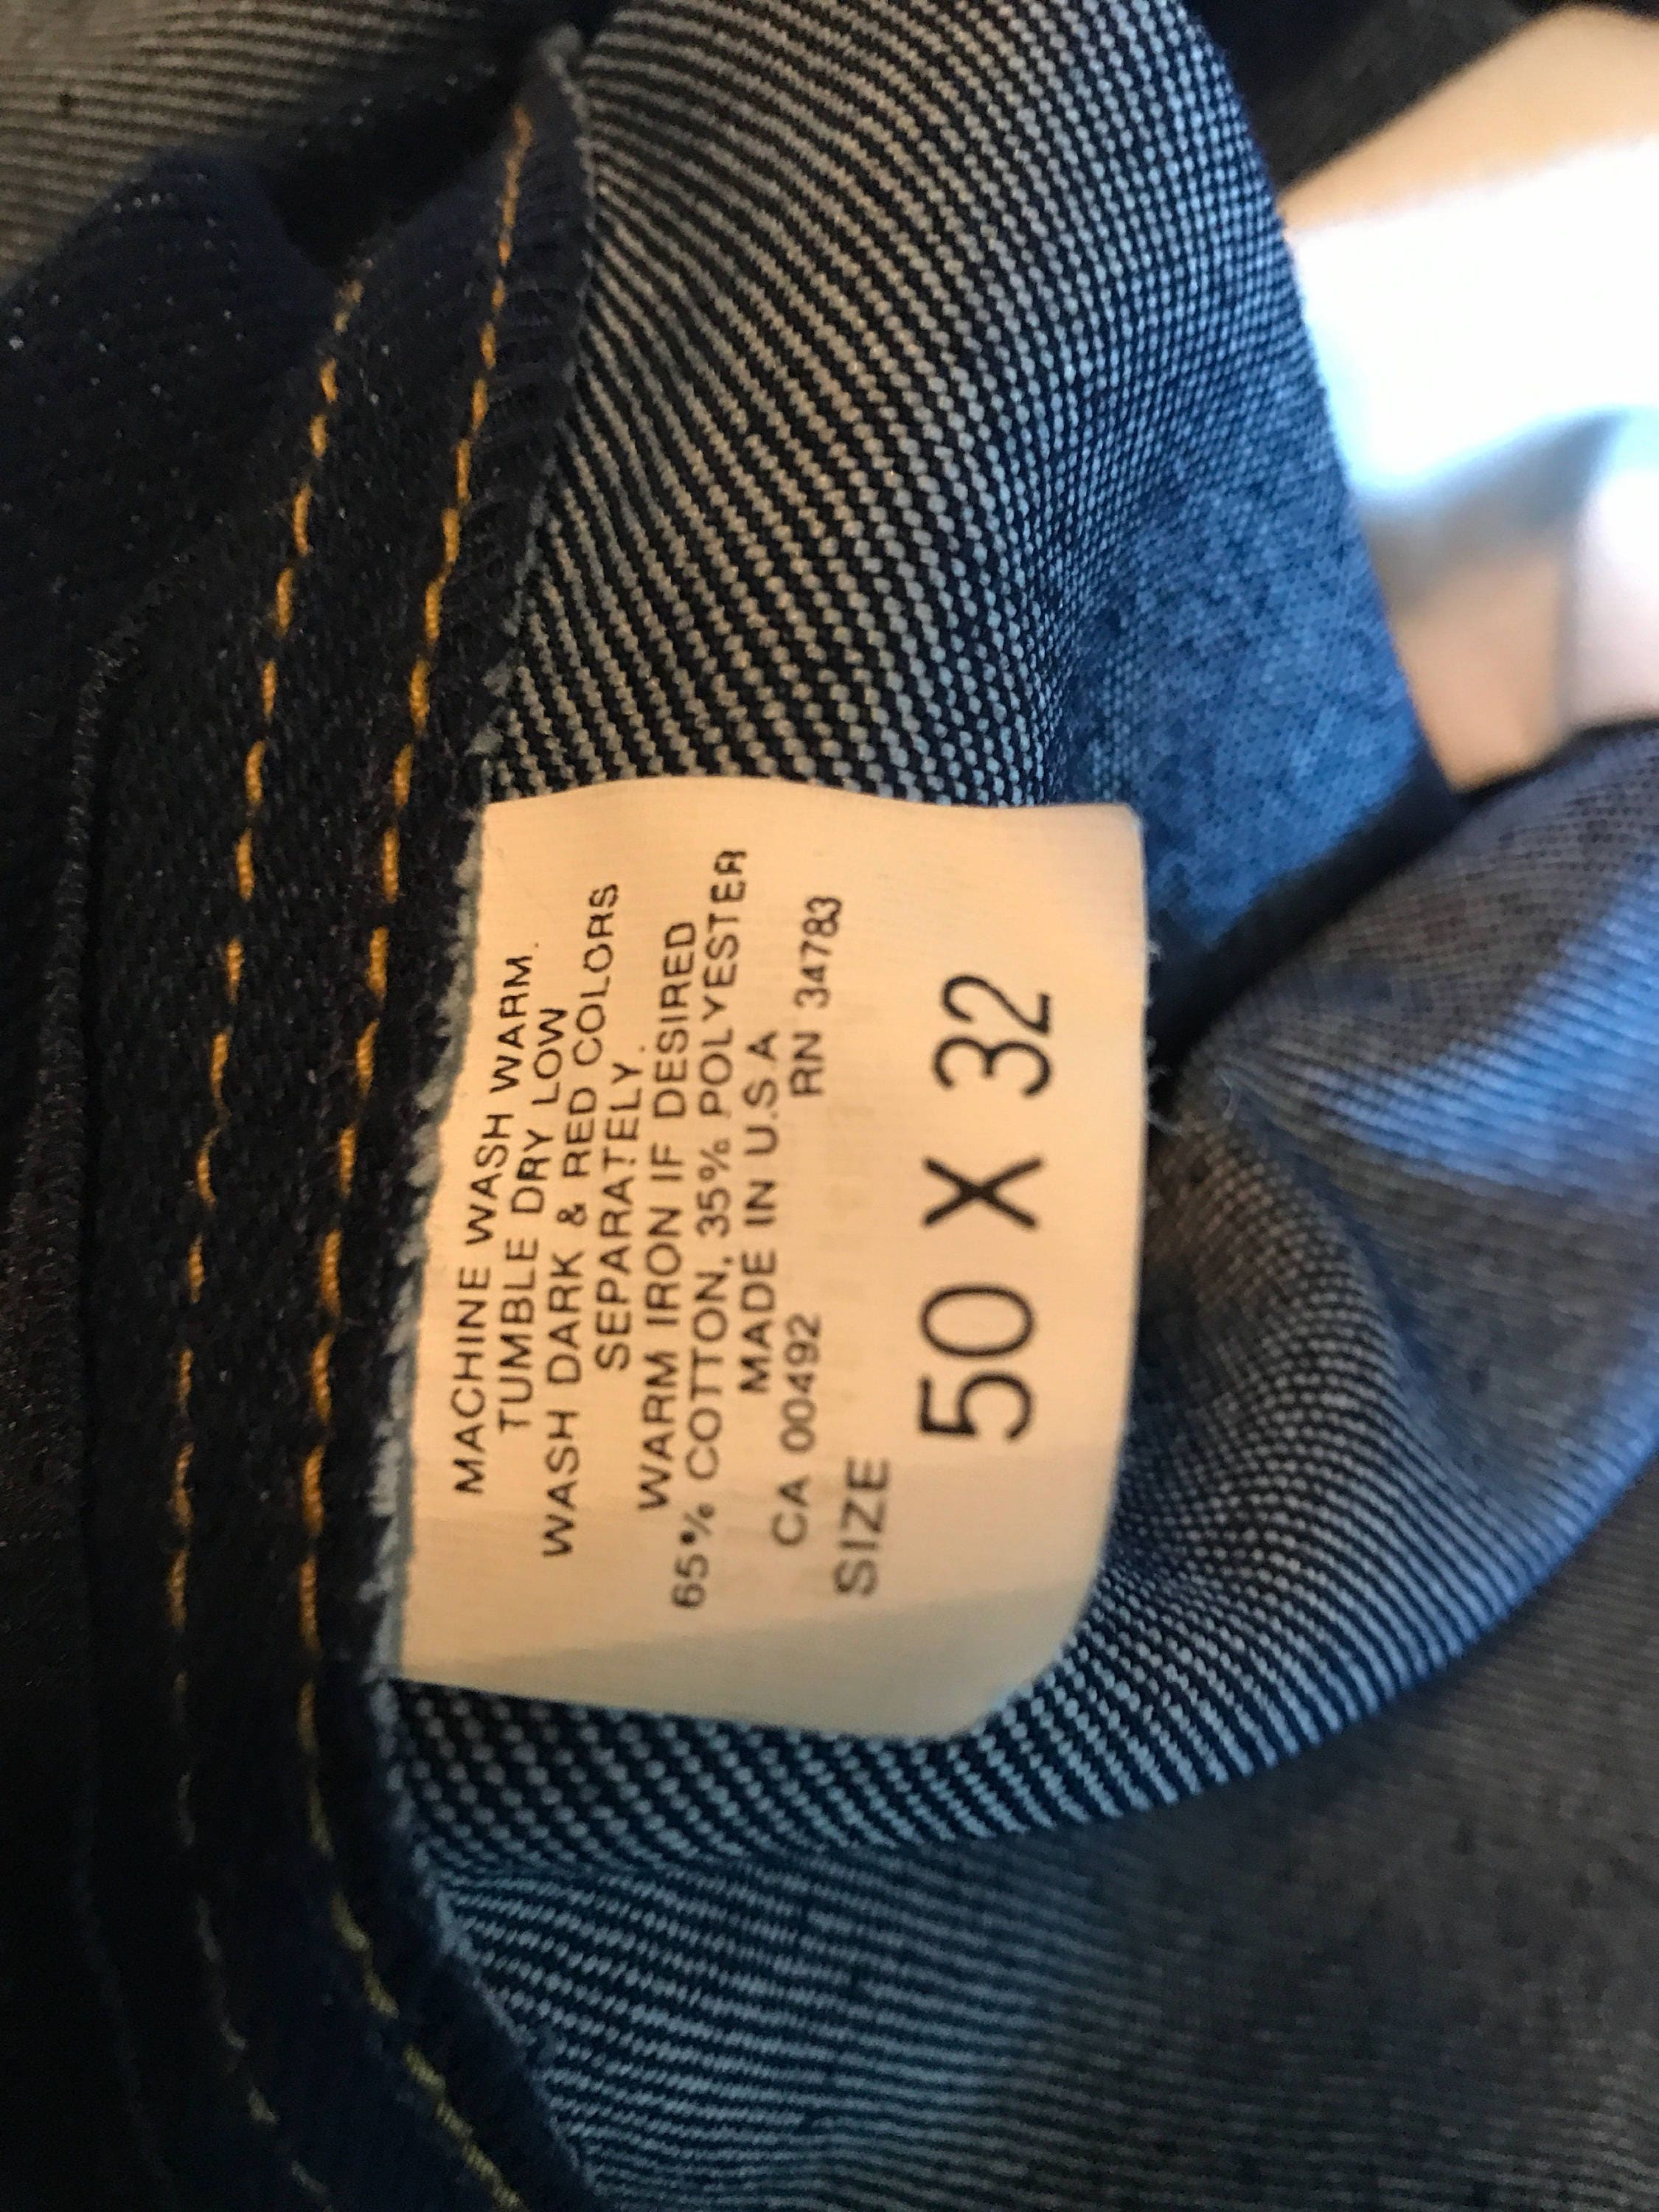 MACHINE WASH WARM.
TUMBLE DRY LOW
WASH DARK & RED COLORS
SEPARATELY.
WARM IRON IF DESIRED
65% COTTON, 35% POLYESTER
MADE IN U.S.A
CA 00492 RN 34783
SIZE
50 X 32